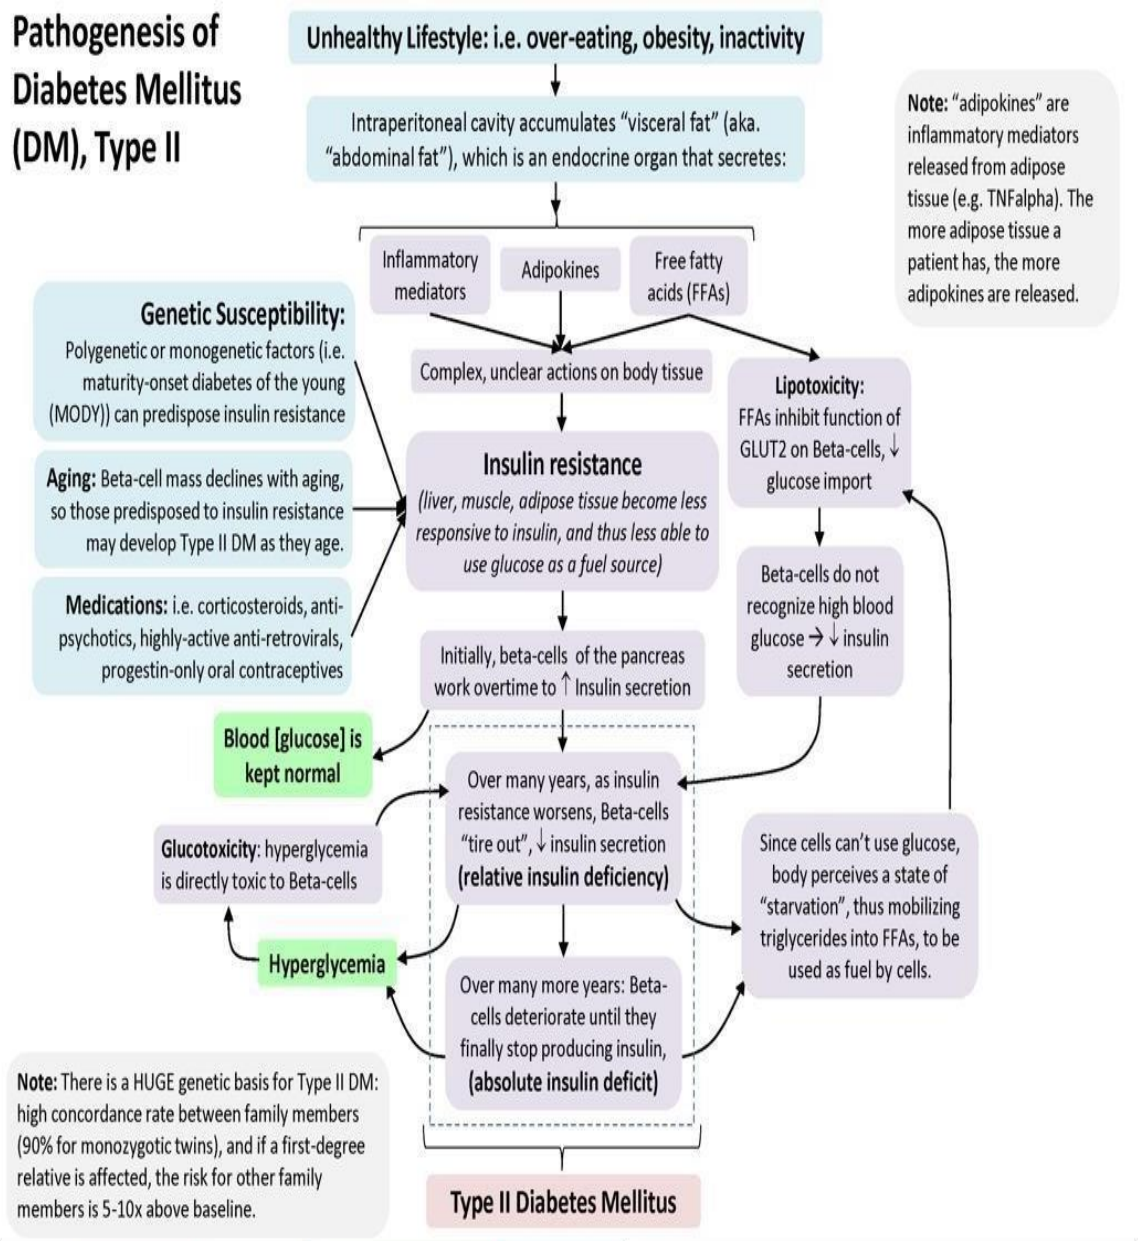 Pathogenesis of
Diabetes Mellitus
(DM), Type II
Unhealthy Lifestyle: i.e. over-eating, obesity, inactivity
Intraperitoneal cavity accumulates “visceral fat” (aka.
“abdominal fat”), which is an endocrine organ that secretes:
Note: “adipokines” are
inflammatory mediators
released from adipose
tissue (e.g. TNFalpha). The
more adipose tissue a
patient has, the more
adipokines are released.
Inflammatory
mediators
Adipokines
Free fatty
acids (FFAs)
Genetic Susceptibility:
Polygenetic or monogenetic factors (i.e.
maturity-onset diabetes of the young
(MODY)) can predispose insulin resistance
Complex, unclear actions on body tissue
Lipotoxicity:
FFAs inhibit function of
GLUT2 on Beta-cells, ↓
glucose import
Aging: Beta-cell mass declines with aging,
so those predisposed to insulin resistance
may develop Type II DM as they age.
Insulin resistance
(liver, muscle, adipose tissue become less
responsive to insulin, and thus less able to
use glucose as a fuel source)
Medications: i.e. corticosteroids, anti-
psychotics, highly-active anti-retrovirals,
progestin-only oral contraceptives
Beta-cells do not
recognize high blood
glucose → ↓ insulin
secretion
Initially, beta-cells of the pancreas
work overtime to ↑ Insulin secretion
Blood [glucose] is
kept normal
Over many years, as insulin
resistance worsens, Beta-cells
“tire out”, ↓ insulin secretion
(relative insulin deficiency)
Glucotoxicity: hyperglycemia
is directly toxic to Beta-cells
Since cells can’t use glucose,
body perceives a state of
“starvation”, thus mobilizing
triglycerides into FFAs, to be
used as fuel by cells.
Hyperglycemia
Over many more years: Beta-
cells deteriorate until they
finally stop producing insulin,
(absolute insulin deficit)
Note: There is a HUGE genetic basis for Type II DM:
high concordance rate between family members
(90% for monozygotic twins), and if a first-degree
relative is affected, the risk for other family
members is 5-10x above baseline.
Type II Diabetes Mellitus